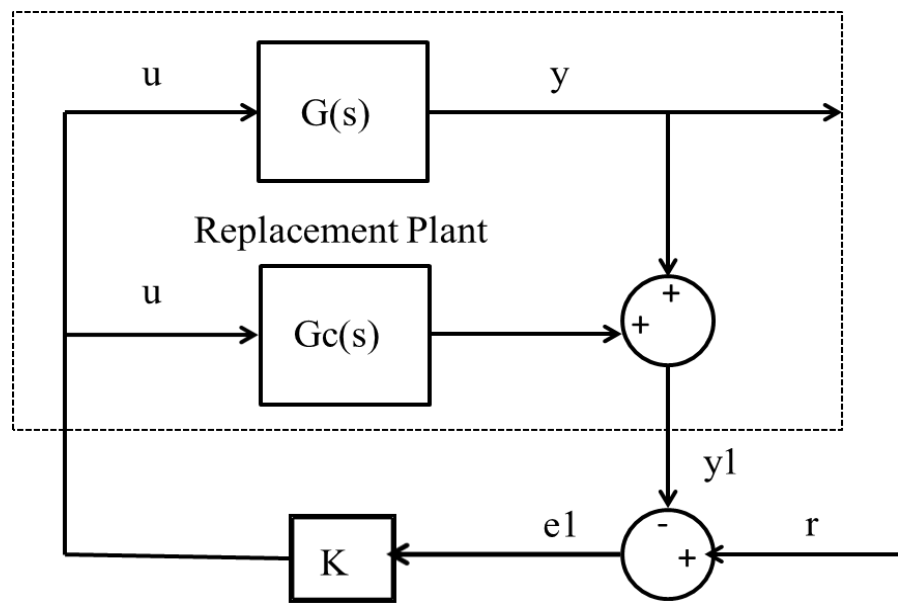 u
y
G(s)
+
Replacement Plant
u
+
Gc(s)
y1
-
e1
r
+
K